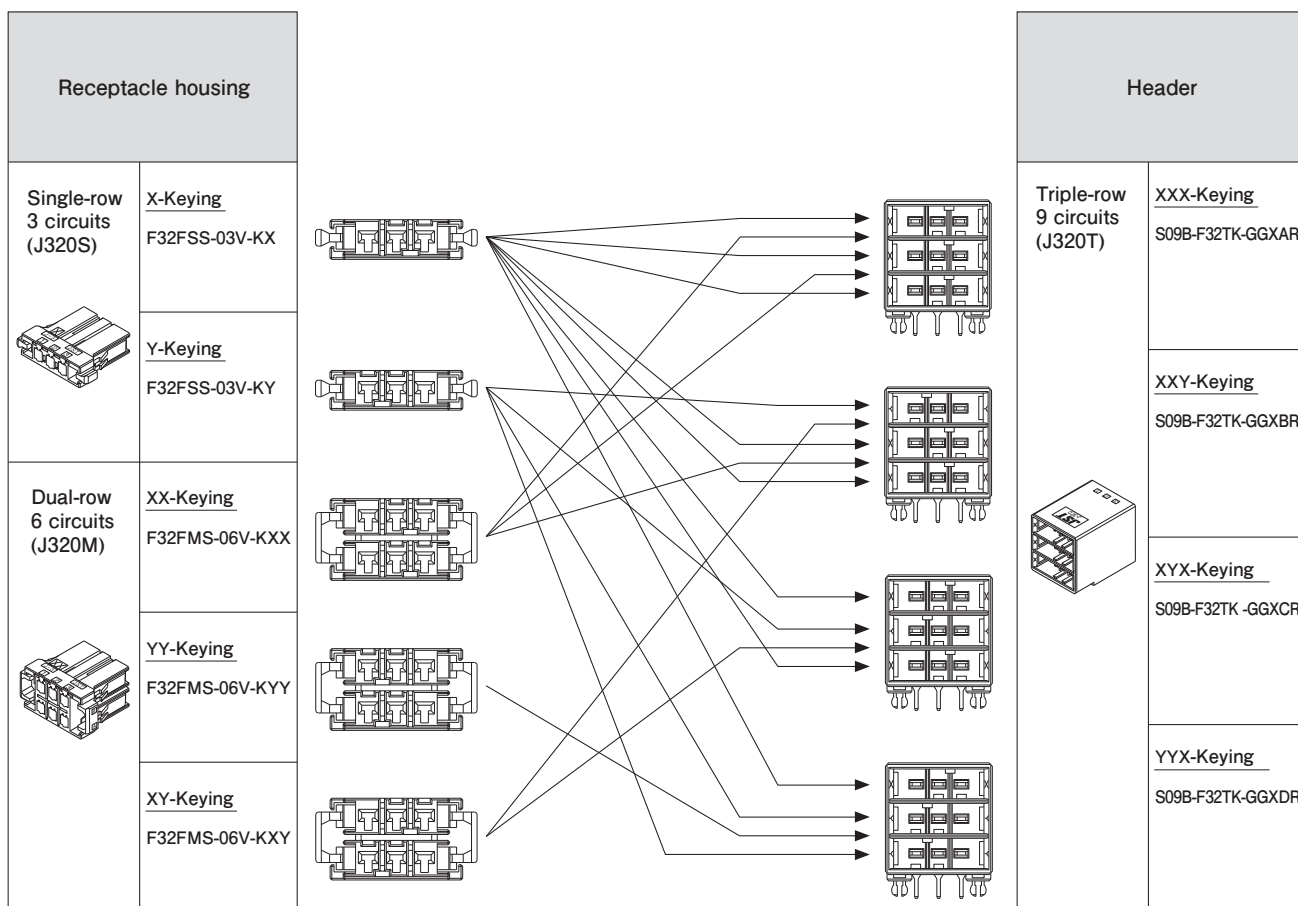 Receptacle housing
Header
Single-row
3 circuits
(J320S)
X-Keying
F32FSS-03V-KX
Y-Keying
F32FSS-03V-KY
Dual-row
6 circuits
(J320M)
XX-Keying
F32FMS-06V-KXX
YY-Keying
F32FMS-06V-KYY
XY-Keying
F32FMS-06V-KXY
Triple-row
9 circuits
(J320T)
XXX-Keying
S09B-F32TK-GGXAR
XXY-Keying
S09B-F32TK-GGXBR
XYX-Keying
S09B-F32TK -GGXCR
YYX-Keying
S09B-F32TK-GGXDR
JST